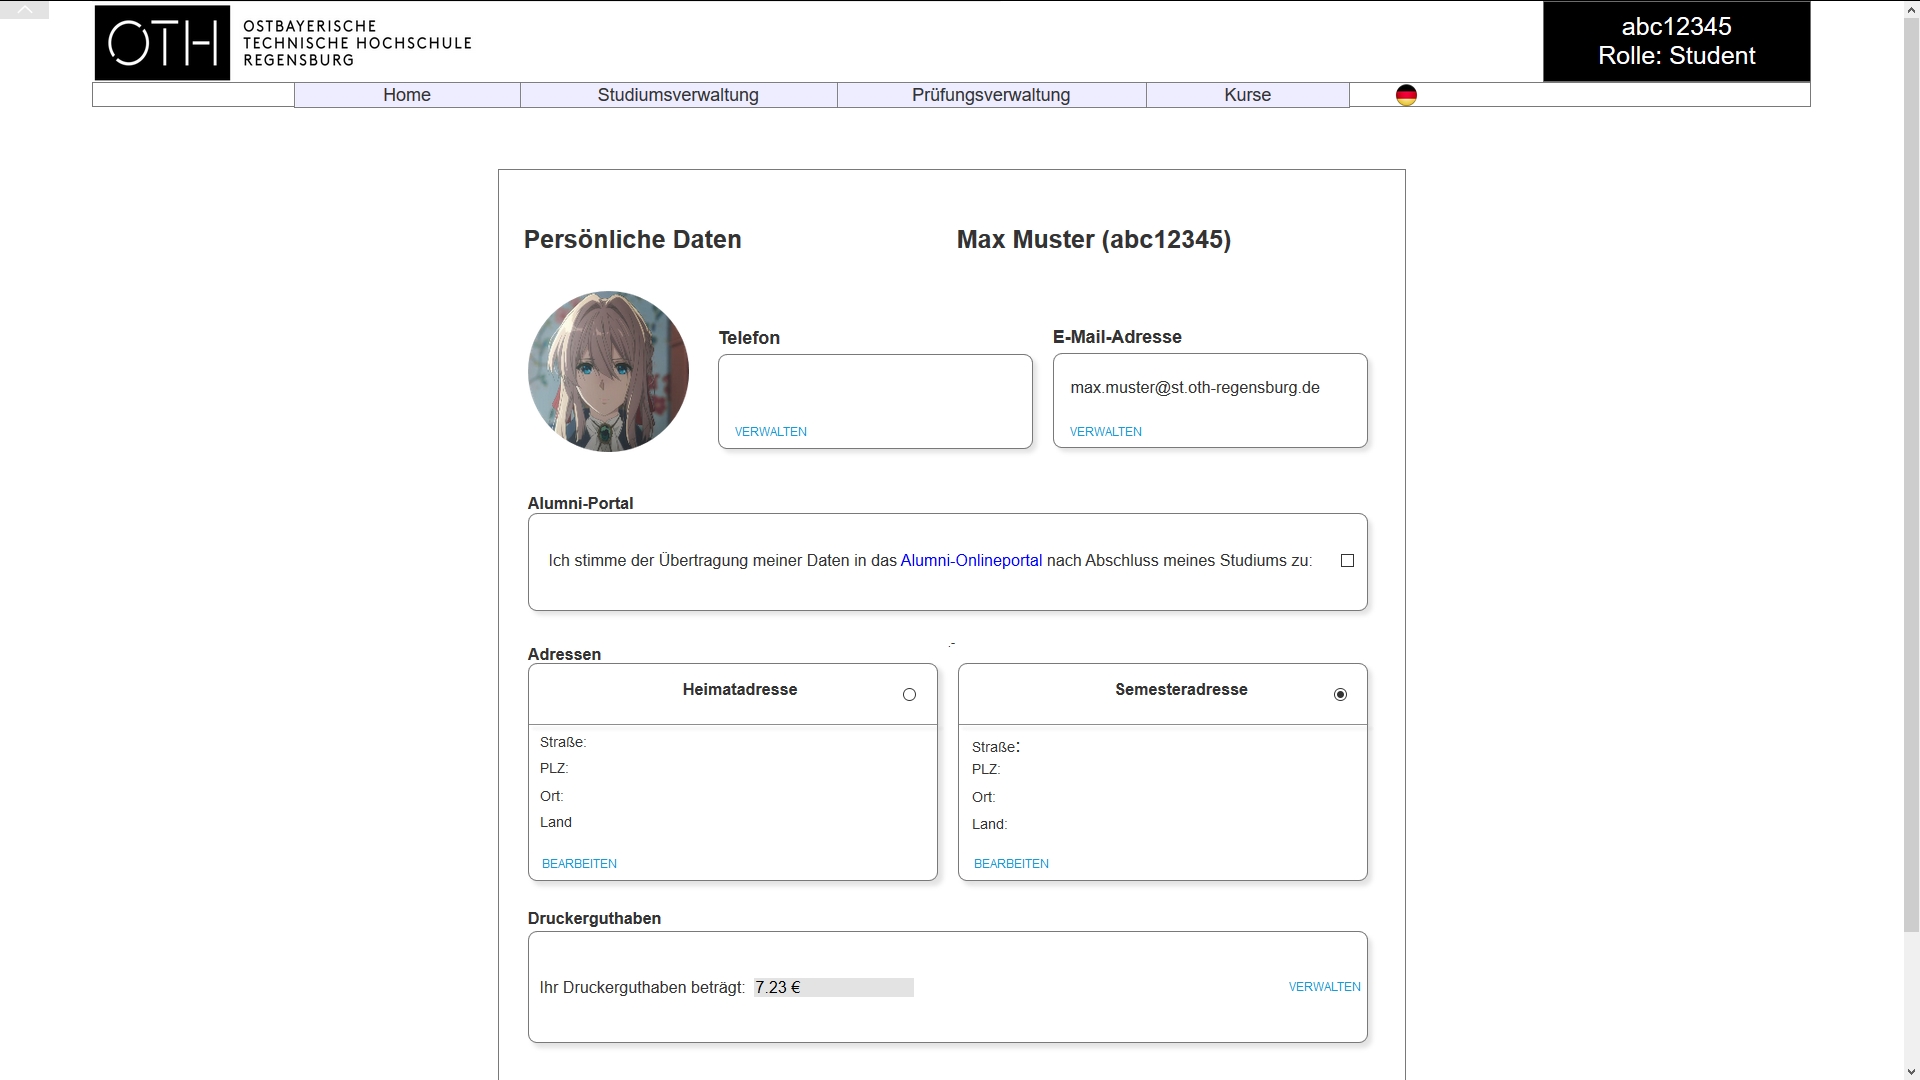 OTH
OSTBAYERISCHE
TECHNISCHE HOCHSCHULE
REGENSBURG
abc12345
Rolle: Student
Home
Studiumsverwaltung
Prüfungsverwaltung
Kurse
Persönliche Daten
Max Muster (abc12345)
Telefon
VERWALTEN
E-Mail-Adresse
max.muster@st.oth-regensburg.de
VERWALTEN
Alumni-Portal
Ich stimme der Übertragung meiner Daten in das Alumni-Onlineportal nach Abschluss meines Studiums zu:
Adressen
Heimatadresse
Straße:
PLZ:
Ort:
Land
BEARBEITEN
Semesteradresse
Straße:
PLZ:
Ort:
Land:
BEARBEITEN
Druckerguthaben
Ihr Druckerguthaben beträgt: 7.23 €
VERWALTEN